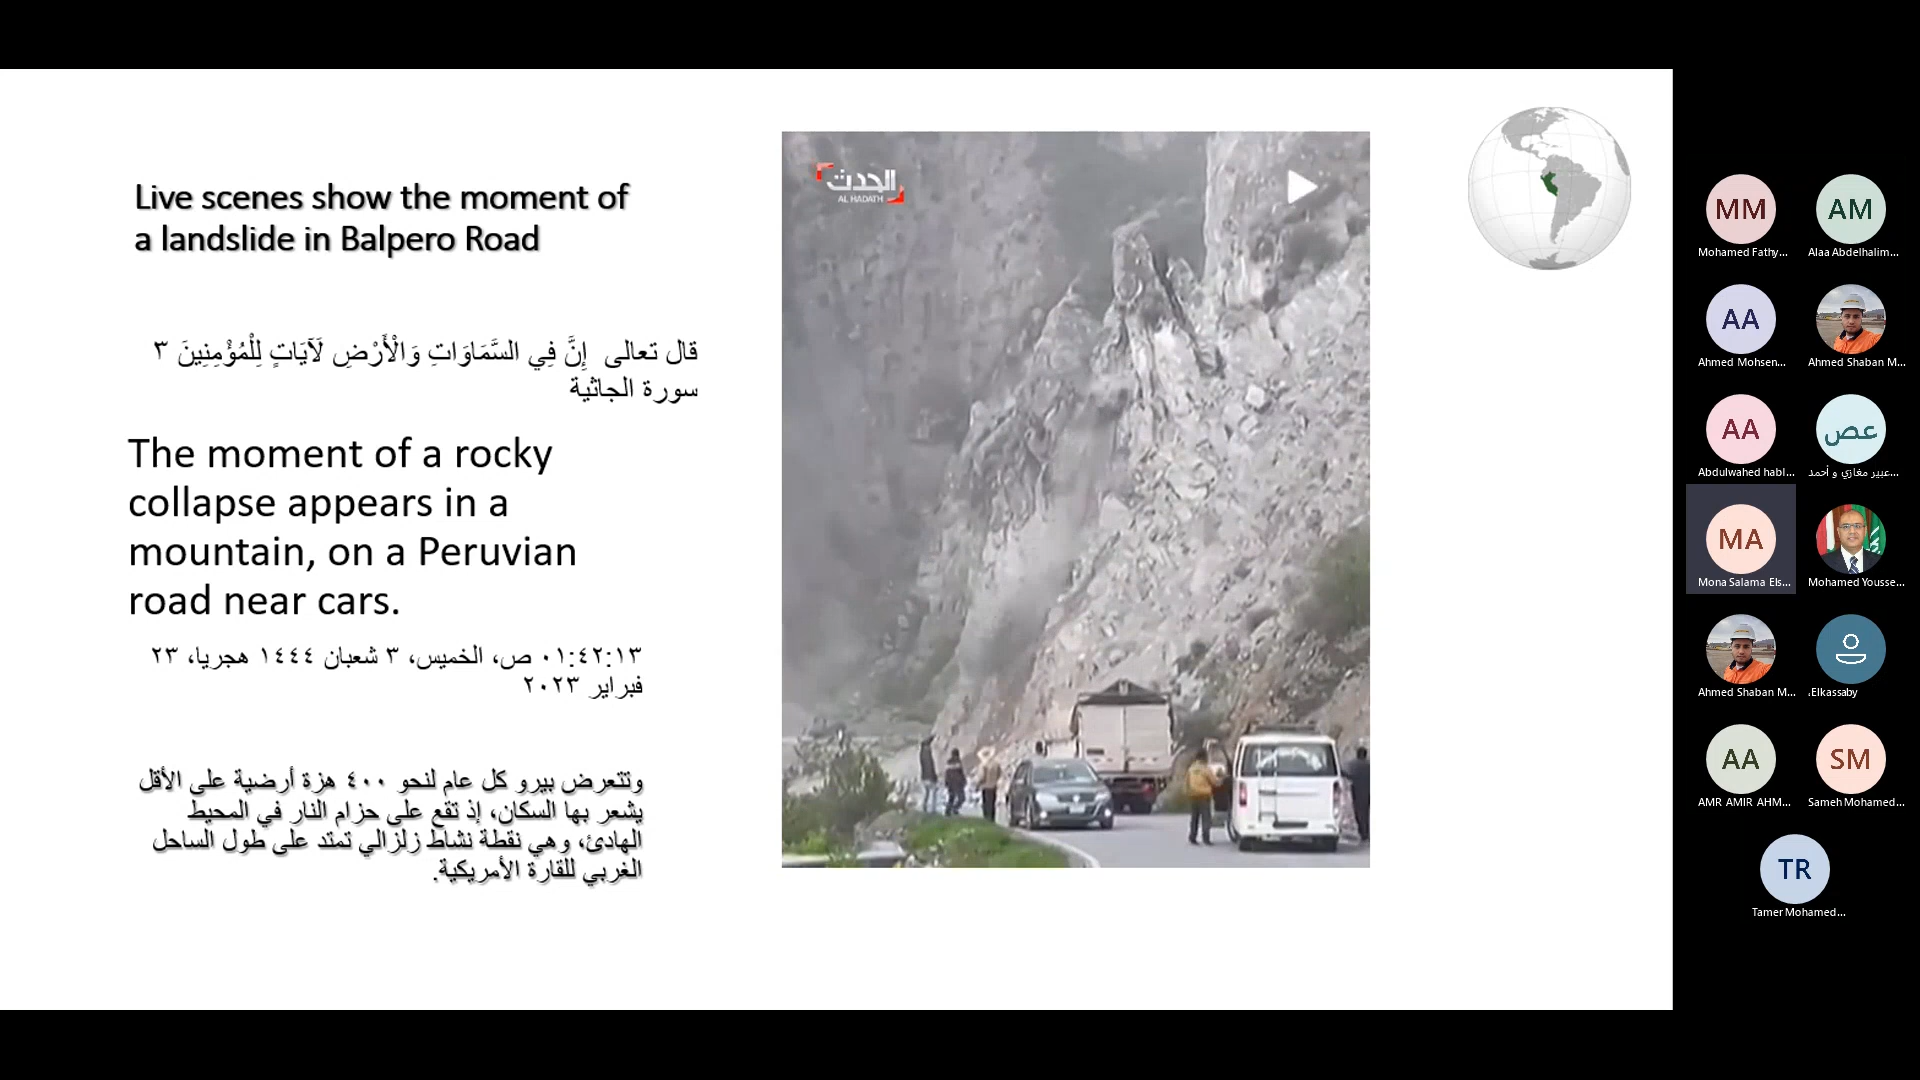 Live scenes show the moment of
a landslide in Balpero Road
قال تعالى إِنَّ فِي السَّمَاوَاتِ وَالْأَرْضِ لَآيَاتٍ لِلْمُؤْمِنِينَ ٣
سورة الجاثية
The moment of a rocky
collapse appears in a
mountain, on a Peruvian
road near cars.
٠١:٤٢:١٣ ص، الخميس، ٣ شعبان ١٤٤٤ هجريا، ٢٣
فبراير ٢٠٢٣
وتتعرض بيرو كل عام لنحو ٤٠٠ هزة أرضية على الأقل
يشعر بها السكان، إذ تقع على حزام النار في المحيط
الهادئ، وهي نقطة نشاط زلزالي تمتد على طول الساحل
الغربي للقارة الأمريكية.
الحدث
AL HADATH
MM
Mohamed Fathy...
AM
Alaa Abdelhalim...
AA
Ahmed Mohsen...
Ahmed Shaban M...
AA
Abdulwahed habl...
عص
عبير مغازي و أحمد...
MA
Mona Salama Els...
Mohamed Yousse...
Ahmed Shaban M...
.Elkassaby
AA
AMR AMIR AHM...
SM
Sameh Mohamed...
TR
Tamer Mohamed...